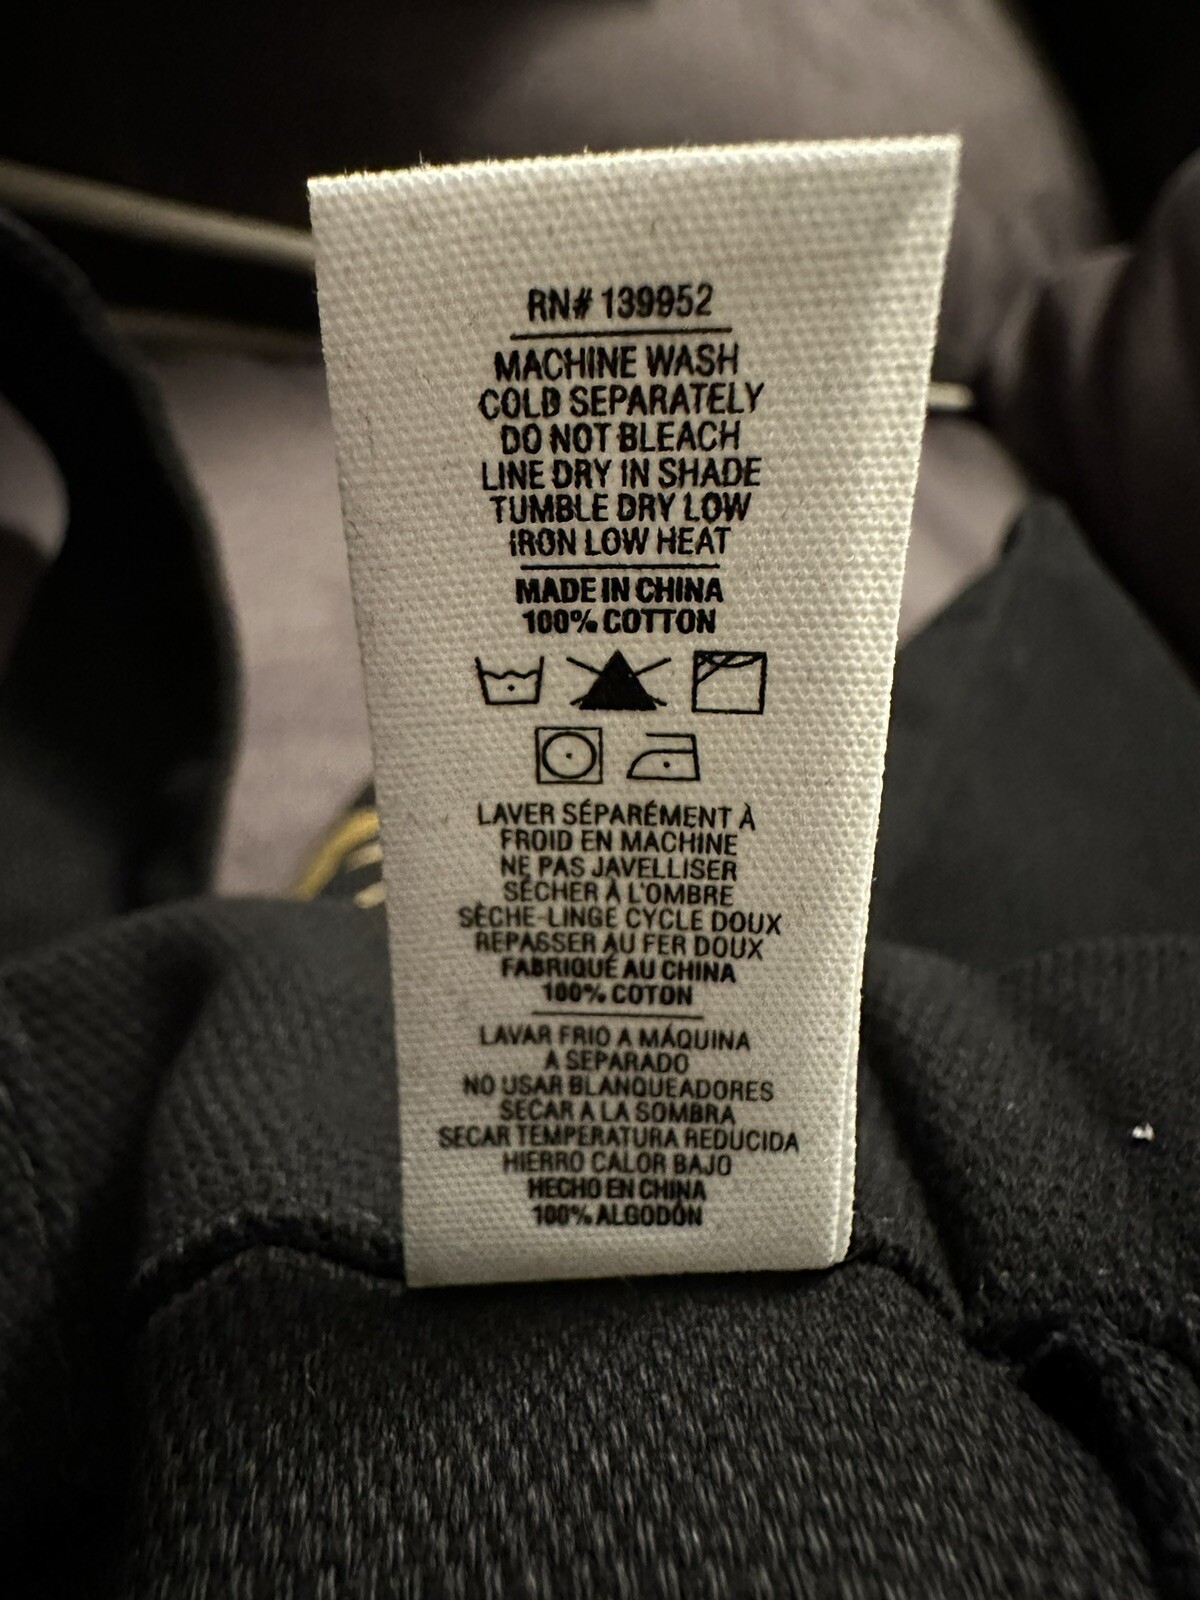 RN# 139952
MACHINE WASH
COLD SEPARATELY
DO NOT BLEACH
LINE DRY IN SHADE
TUMBLE DRY LOW
IRON LOW HEAT
MADE IN CHINA
100% COTTON
LAVER SÉPARÉMENT À
FROID EN MACHINE
NE PAS JAVELLISER
SÉCHER À L'OMBRE
SÈCHE-LINGE CYCLE DOUX
REPASSER AU FER DOUX
FABRIQUÉ AU CHINA
100% COTON
LAVAR FRIO A MÁQUINA
A SEPARADO
NO USAR BLANQUEADORES
SECAR A LA SOMBRA
SECAR TEMPERATURA REDUCIDA
HIERRO CALOR BAJO
HECHO EN CHINA
100% ALGODÓN